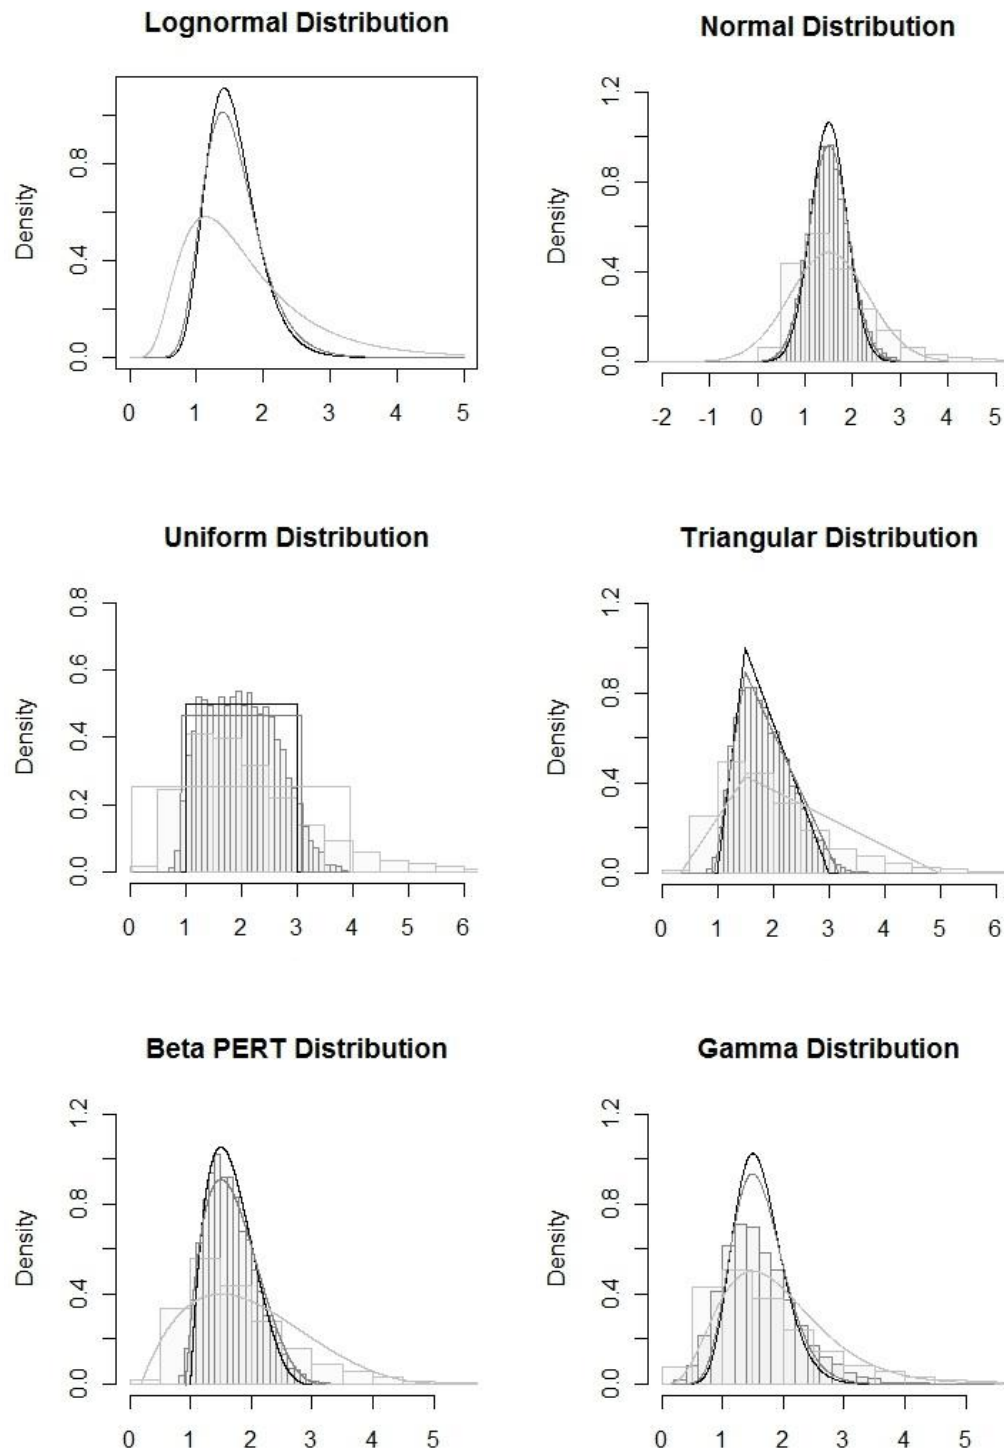 Lognormal Distribution
Density
0.0 0.4 0.8
0 1 2 3 4 5
Normal Distribution
Density
0.0 0.4 0.8 1.2
-2 -1 0 1 2 3 4 5
Uniform Distribution
Density
0.0 0.2 0.4 0.6 0.8
0 1 2 3 4 5 6
Triangular Distribution
Density
0.0 0.4 0.8 1.2
0 1 2 3 4 5 6
Beta PERT Distribution
Density
0.0 0.4 0.8 1.2
0 1 2 3 4 5
Gamma Distribution
Density
0.0 0.4 0.8 1.2
0 1 2 3 4 5